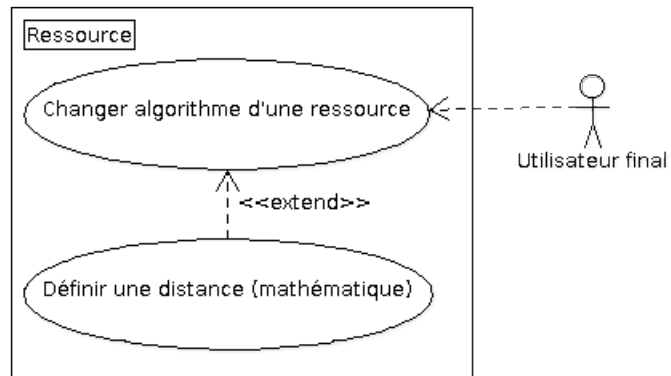 Ressource
Changer algorithme d'une ressource
Utilisateur final
<<extend>>
Définir une distance (mathématique)